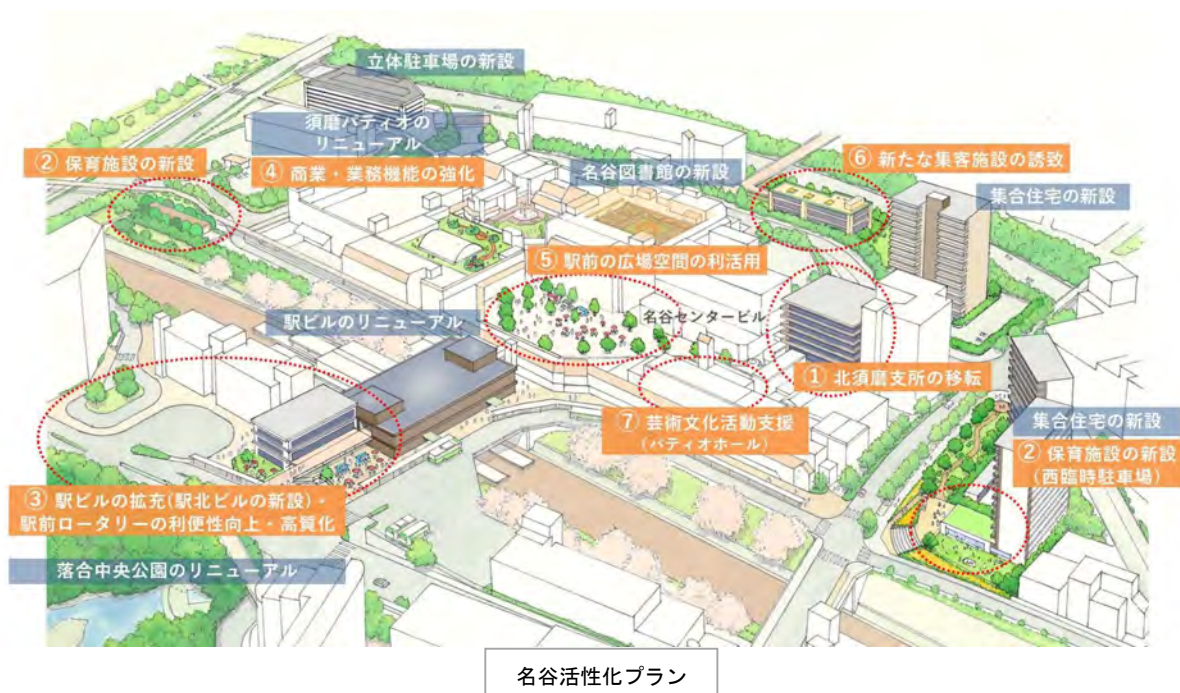 立体駐車場の新設
須磨パティオの
リニューアル
② 保育施設の新設
④ 商業・業務機能の強化
名谷図書館の新設
⑥ 新たな集客施設の誘致
集合住宅の新設
⑤ 駅前の広場空間の利活用
駅ビルのリニューアル
名谷センタービル
① 北須磨支所の移転
⑦ 芸術文化活動支援
(パティオホール)
集合住宅の新設
② 保育施設の新設
(西臨時駐車場)
③ 駅ビルの拡充(駅北ビルの新設)・
駅前ロータリーの利便性向上・高質化
落合中央公園のリニューアル
名谷活性化プラン